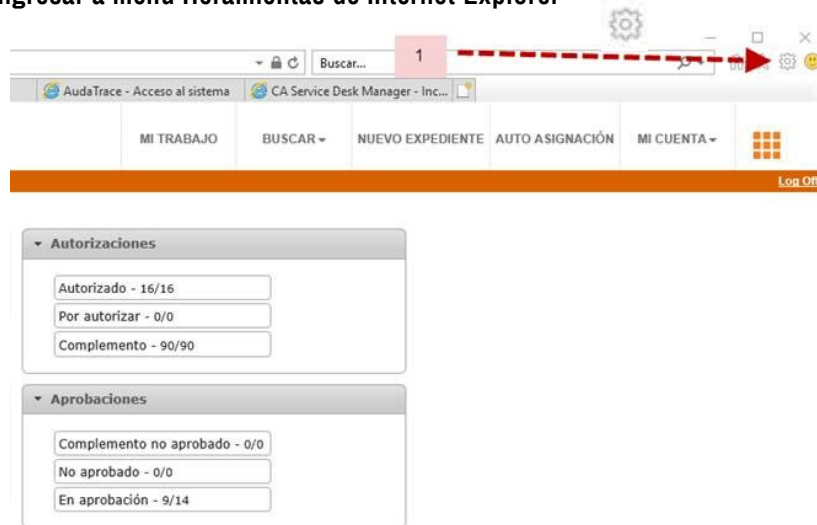 ngresar a menú Heramientas de Internet Explorer
Buscar...
1
AudaTrace - Acceso al sistema
CA Service Desk Manager - Inc...
MI TRABAJO
BUSCAR
NUEVO EXPEDIENTE
AUTO ASIGNACIÓN
MI CUENTA
Log Off
Autorizaciones
Autorizado - 16/16
Por autorizar - 0/0
Complemento - 90/90
Aprobaciones
Complemento no aprobado - 0/0
No aprobado - 0/0
En aprobación - 9/14